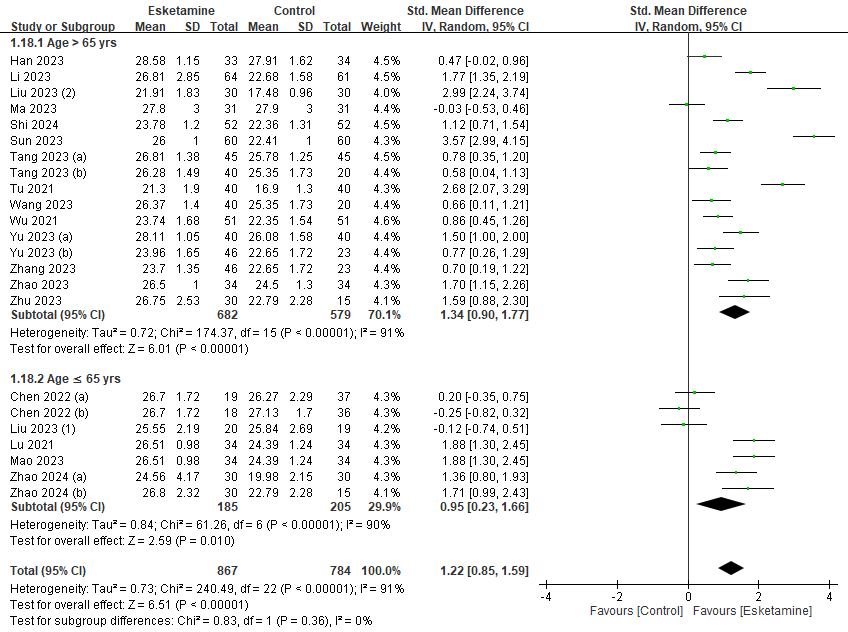 Esketamine Control Std. Mean Difference Std. Mean Difference
Study or Subgroup Mean SD Total Mean SD Total Weight IV, Random, 95% CI IV, Random, 95% CI
1.18.1 Age > 65 yrs
Han 2023 28.58 1.15 33 27.91 1.62 34 4.5% 0.47 [-0.02, 0.96]
Li 2023 26.81 2.85 64 22.68 1.58 61 4.5% 1.77 [1.35, 2.19]
Liu 2023 (2) 21.91 1.83 30 17.48 0.96 30 4.0% 2.99 [2.24, 3.74]
Ma 2023 27.8 3 31 27.9 3 31 4.4% -0.03 [-0.53, 0.46]
Shi 2024 23.78 1.2 52 22.36 1.31 52 4.5% 1.12 [0.71, 1.54]
Sun 2023 26 1 60 22.41 1 60 4.3% 3.57 [2.99, 4.15]
Tang 2023 (a) 26.81 1.38 45 25.78 1.25 45 4.5% 0.78 [0.35, 1.20]
Tang 2023 (b) 26.28 1.49 40 25.35 1.73 20 4.4% 0.58 [0.04, 1.13]
Tu 2021 21.3 1.9 40 16.9 1.3 40 4.2% 2.68 [2.07, 3.29]
Wang 2023 26.37 1.4 40 25.35 1.73 20 4.4% 0.66 [0.11, 1.21]
Wu 2021 23.74 1.68 51 22.35 1.54 51 4.5% 0.86 [0.45, 1.26]
Yu 2023 (a) 28.11 1.05 40 26.08 1.58 40 4.4% 1.50 [1.00, 2.00]
Yu 2023 (b) 23.96 1.65 46 22.65 1.72 23 4.4% 0.77 [0.26, 1.29]
Zhang 2023 23.7 1.35 46 22.65 1.72 23 4.4% 0.70 [0.19, 1.22]
Zhao 2023 26.5 1 34 24.5 1.3 34 4.3% 1.70 [1.15, 2.26]
Zhu 2023 26.75 2.53 30 22.79 2.28 15 4.1% 1.59 [0.88, 2.30]
Subtotal (95% CI) 682 579 70.1% 1.34 [0.90, 1.77]
Heterogeneity: Tau² = 0.72; Chi² = 174.37, df = 15 (P < 0.00001); I² = 91%
Test for overall effect: Z = 6.01 (P < 0.00001)
1.18.2 Age ≤ 65 yrs
Chen 2022 (a) 26.7 1.72 19 26.27 2.29 37 4.3% 0.20 [-0.35, 0.75]
Chen 2022 (b) 26.7 1.72 18 27.13 1.7 36 4.3% -0.25 [-0.82, 0.32]
Liu 2023 (1) 25.55 2.19 20 25.84 2.69 19 4.2% -0.12 [-0.74, 0.51]
Lu 2021 26.51 0.98 34 24.39 1.24 34 4.3% 1.88 [1.30, 2.45]
Mao 2023 26.51 0.98 34 24.39 1.24 34 4.3% 1.88 [1.30, 2.45]
Zhao 2024 (a) 24.56 4.17 30 19.98 2.15 30 4.3% 1.36 [0.80, 1.93]
Zhao 2024 (b) 26.8 2.32 30 22.79 2.28 15 4.1% 1.71 [0.99, 2.43]
Subtotal (95% CI) 185 205 29.9% 0.95 [0.23, 1.66]
Heterogeneity: Tau² = 0.84; Chi² = 61.26, df = 6 (P < 0.00001); I² = 90%
Test for overall effect: Z = 2.59 (P = 0.010)
Total (95% CI) 867 784 100.0% 1.22 [0.85, 1.59]
Heterogeneity: Tau² = 0.73; Chi² = 240.49, df = 22 (P < 0.00001); I² = 91%
Test for overall effect: Z = 6.51 (P < 0.00001)
Test for subgroup differences: Chi² = 0.83, df = 1 (P = 0.36), I² = 0%
-4 -2 0 2 4
Favours [Control] Favours [Esketamine]